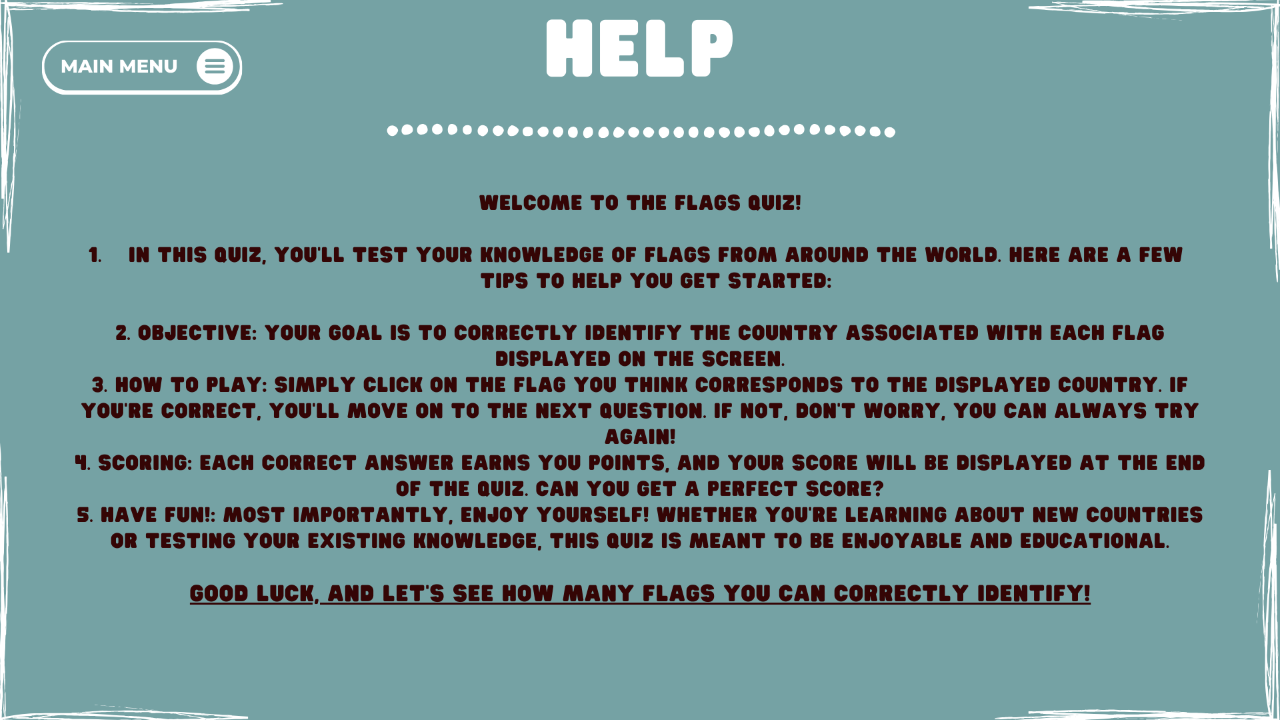 HELP
MAIN MENU
WELCOME TO THE FLAGS QUIZ!
1. IN THIS QUIZ, YOU'LL TEST YOUR KNOWLEDGE OF FLAGS FROM AROUND THE WORLD. HERE ARE A FEW
TIPS TO HELP YOU GET STARTED:
2. OBJECTIVE: YOUR GOAL IS TO CORRECTLY IDENTIFY THE COUNTRY ASSOCIATED WITH EACH FLAG
DISPLAYED ON THE SCREEN.
3. HOW TO PLAY: SIMPLY CLICK ON THE FLAG YOU THINK CORRESPONDS TO THE DISPLAYED COUNTRY. IF
YOU'RE CORRECT, YOU'LL MOVE ON TO THE NEXT QUESTION. IF NOT, DON'T WORRY, YOU CAN ALWAYS TRY
AGAIN!
4. SCORING: EACH CORRECT ANSWER EARNS YOU POINTS, AND YOUR SCORE WILL BE DISPLAYED AT THE END
OF THE QUIZ. CAN YOU GET A PERFECT SCORE?
5. HAVE FUN!: MOST IMPORTANTLY, ENJOY YOURSELF! WHETHER YOU'RE LEARNING ABOUT NEW COUNTRIES
OR TESTING YOUR EXISTING KNOWLEDGE, THIS QUIZ IS MEANT TO BE ENJOYABLE AND EDUCATIONAL.
GOOD LUCK, AND LET'S SEE HOW MANY FLAGS YOU CAN CORRECTLY IDENTIFY!